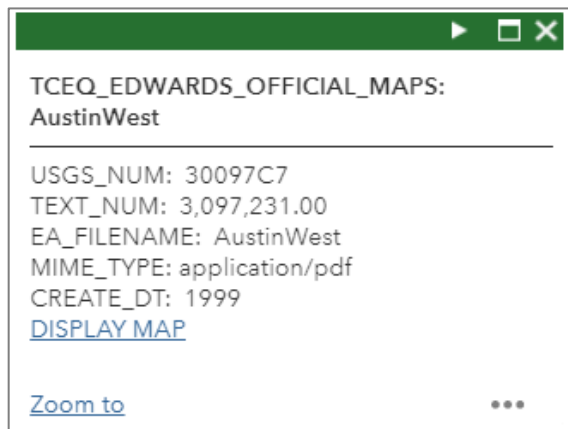 TCEQ_EDWARDS_OFFICIAL_MAPS:
AustinWest
USGS_NUM: 30097C7
TEXT_NUM: 3,097,231.00
EA_FILENAME: AustinWest
MIME_TYPE: application/pdf
CREATE_DT: 1999
DISPLAY MAP
Zoom to